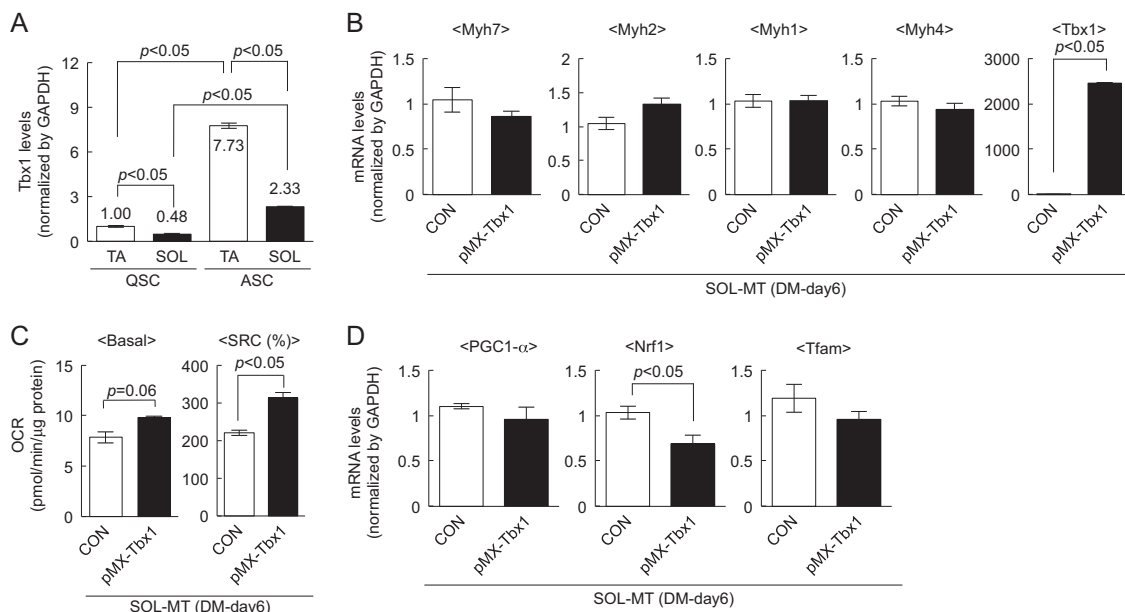 A
Tbx1 levels
(normalized by GAPDH)
12
9
6
3
0
p<0.05
p<0.05
p<0.05
p<0.05
1.00
0.48
7.73
2.33
TA
SOL
TA
SOL
QSC
ASC
B
mRNA levels
(normalized by GAPDH)
<Myh7>
1.5
1
0.5
0
CON
pMX-Tbx1
<Myh2>
2
1.5
1
0.5
0
CON
pMX-Tbx1
<Myh1>
1.5
1
0.5
0
CON
pMX-Tbx1
<Myh4>
1.5
1
0.5
0
CON
pMX-Tbx1
<Tbx1>
p<0.05
3000
2000
1000
0
CON
pMX-Tbx1
SOL-MT (DM-day6)
C
OCR
(pmol/min/μg protein)
<Basal>
15
10
5
0
p=0.06
CON
pMX-Tbx1
<SRC (%)>
400
300
200
100
0
p<0.05
CON
pMX-Tbx1
SOL-MT (DM-day6)
D
mRNA levels
(normalized by GAPDH)
<PGC1-α>
1.5
1
0.5
0
CON
pMX-Tbx1
<Nrf1>
1.5
1
0.5
0
p<0.05
CON
pMX-Tbx1
<Tfam>
1.5
1
0.5
0
CON
pMX-Tbx1
SOL-MT (DM-day6)